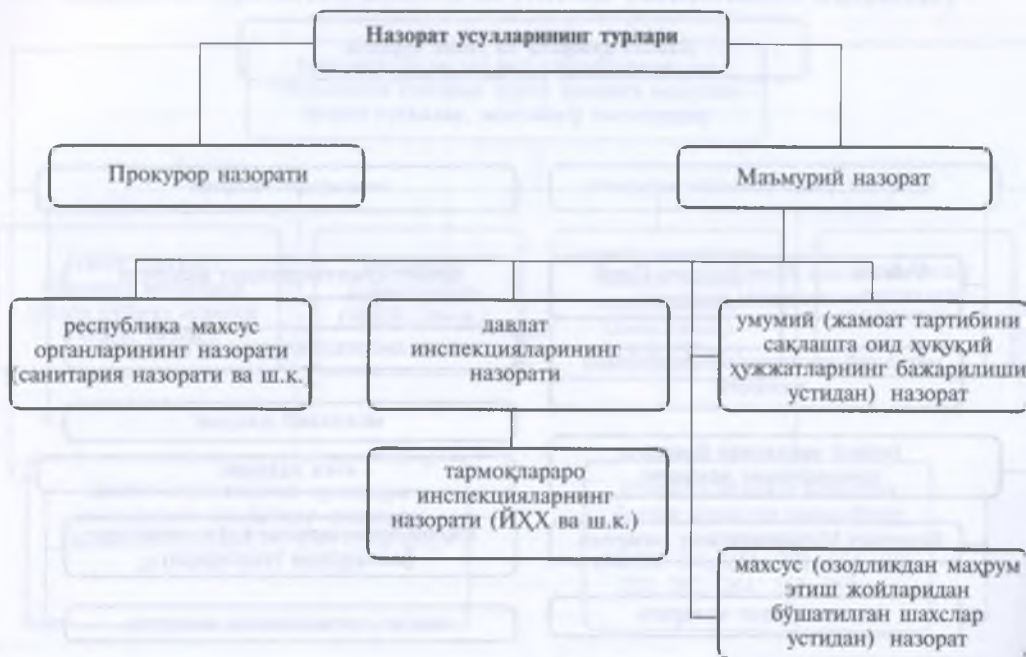 Назорат усулларининг турлари
Прокурор назорати
Маъмурий назорат
республика махсус
органларининг назорати
(санитария назорати ва ш.к.)
давлат
инспекцияларининг
назорати
умумий (жамоат тартибини
сақлашга оид ҳуқуқий
ҳужжатларнинг бажарилиши
устидан) назорат
тармоқлараро
инспекцияларнинг
назорати (ЙҲХ ва ш.к.)
махсус (озодликдан маҳрум
этиш жойларидан
бўшатилган шахслар
устидан) назорат